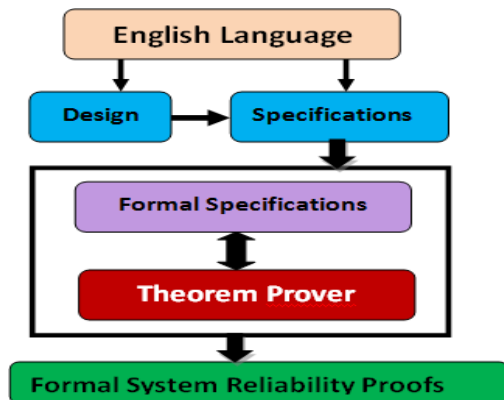 English Language
Design
Specifications
Formal Specifications
Theorem Prover
Formal System Reliability Proofs